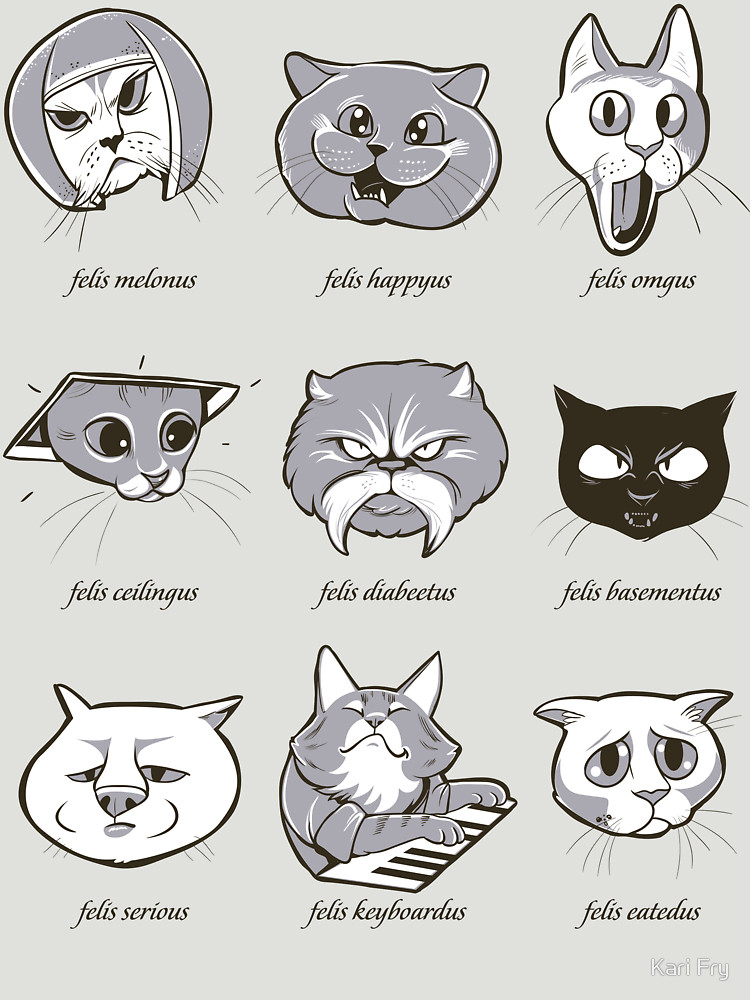 felis melonus
felis happyus
felis omgus
felis ceilingus
felis diabeetus
felis basementus
felis serious
felis keyboardus
felis eatedus
Kari Fry